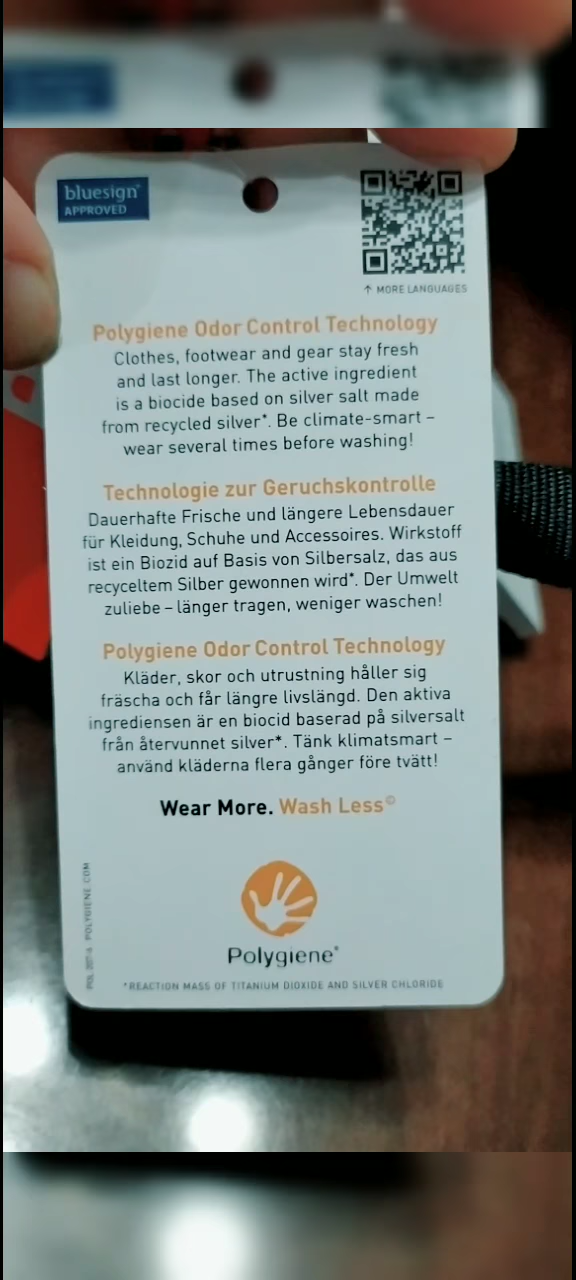 bluesign®
APPROVED
↑ MORE LANGUAGES
Polygiene Odor Control Technology
Clothes, footwear and gear stay fresh
and last longer. The active ingredient
is a biocide based on silver salt made
from recycled silver*. Be climate-smart –
wear several times before washing!
Technologie zur Geruchskontrolle
Dauerhafte Frische und längere Lebensdauer
für Kleidung, Schuhe und Accessoires. Wirkstoff
ist ein Biozid auf Basis von Silbersalz, das aus
recyceltem Silber gewonnen wird*. Der Umwelt
zuliebe – länger tragen, weniger waschen!
Polygiene Odor Control Technology
Kläder, skor och utrustning håller sig
fräscha och får längre livslängd. Den aktiva
ingrediensen är en biocid baserad på silversalt
från återvunnet silver*. Tänk klimatsmart –
använd kläderna flera gånger före tvätt!
Wear More. Wash Less©
Polygiene®
*REACTION MASS OF TITANIUM DIOXIDE AND SILVER CHLORIDE
POLYGIENE.COM